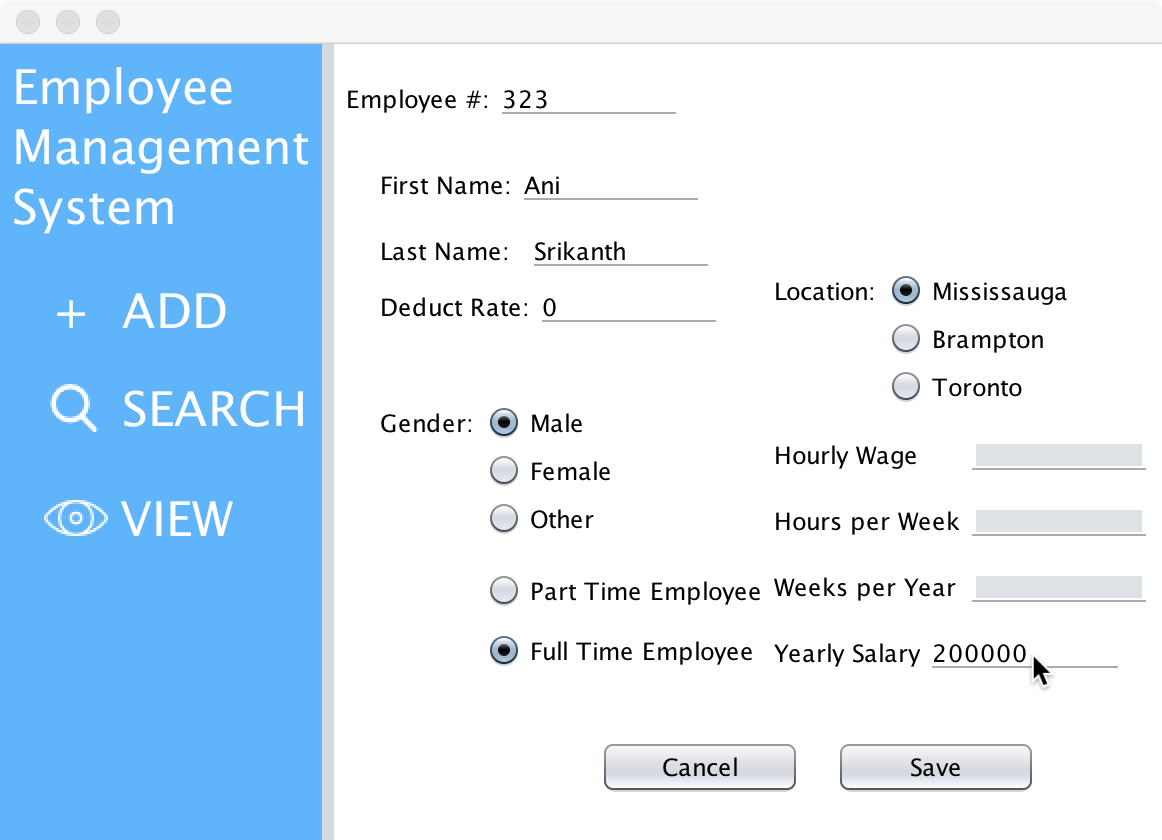 Employee
Management
System
+ ADD
SEARCH
VIEW
Employee #: 323
First Name: Ani
Last Name: Srikanth
Deduct Rate: 0
Location: Mississauga
Brampton
Toronto
Gender: Male
Female
Other
Part Time Employee
Full Time Employee
Hourly Wage
Hours per Week
Weeks per Year
Yearly Salary 200000
Cancel Save